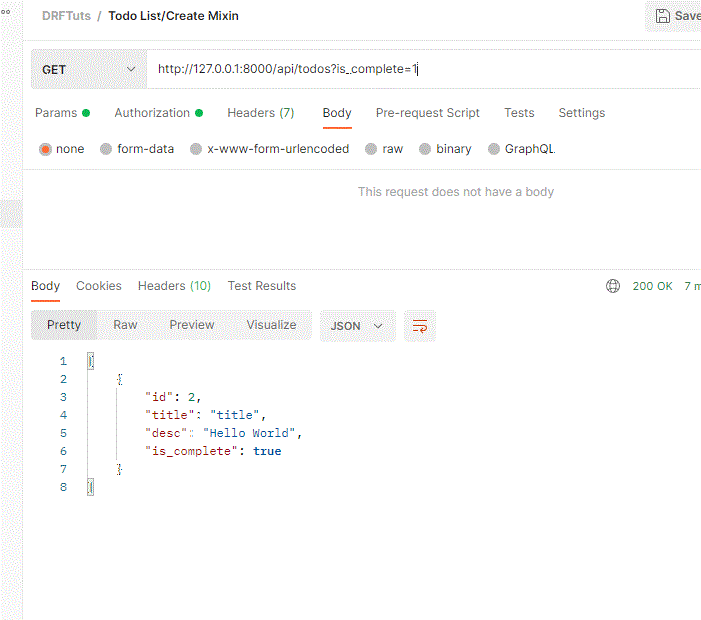 DRFTuts / Todo List/Create Mixin
Save
GET http://127.0.0.1:8000/api/todos?is_complete=1
Params Authorization Headers (7) Body Pre-request Script Tests Settings
none form-data x-www-form-urlencoded raw binary GraphQL
This request does not have a body
Body Cookies Headers (10) Test Results 200 OK 7 m
Pretty Raw Preview Visualize JSON
1 [
2 {
3 "id": 2,
4 "title": "title",
5 "desc": "Hello World",
6 "is_complete": true
7 }
8 ]